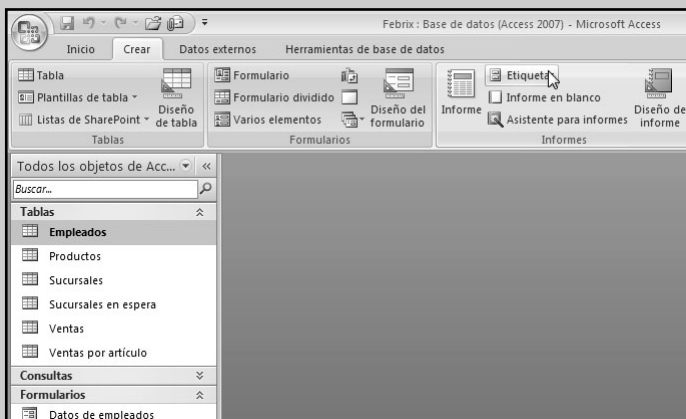 Febrix : Base de datos (Access 2007) - Microsoft Access
Inicio Crear Datos externos Herramientas de base de datos
Tabla
Plantillas de tabla
Listas de SharePoint
Diseño
de tabla
Tablas
Formulario
Formulario dividido
Varios elementos
Diseño del
formulario
Formularios
Informe
Etiquetas
Informe en blanco
Asistente para informes
Diseño de
informe
Informes
Todos los objetos de Acc...
Buscar...
Tablas
Empleados
Productos
Sucursales
Sucursales en espera
Ventas
Ventas por artículo
Consultas
Formularios
Datos de empleados